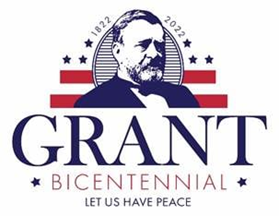 1822 2022
GRANT
BICENTENNIAL
LET US HAVE PEACE